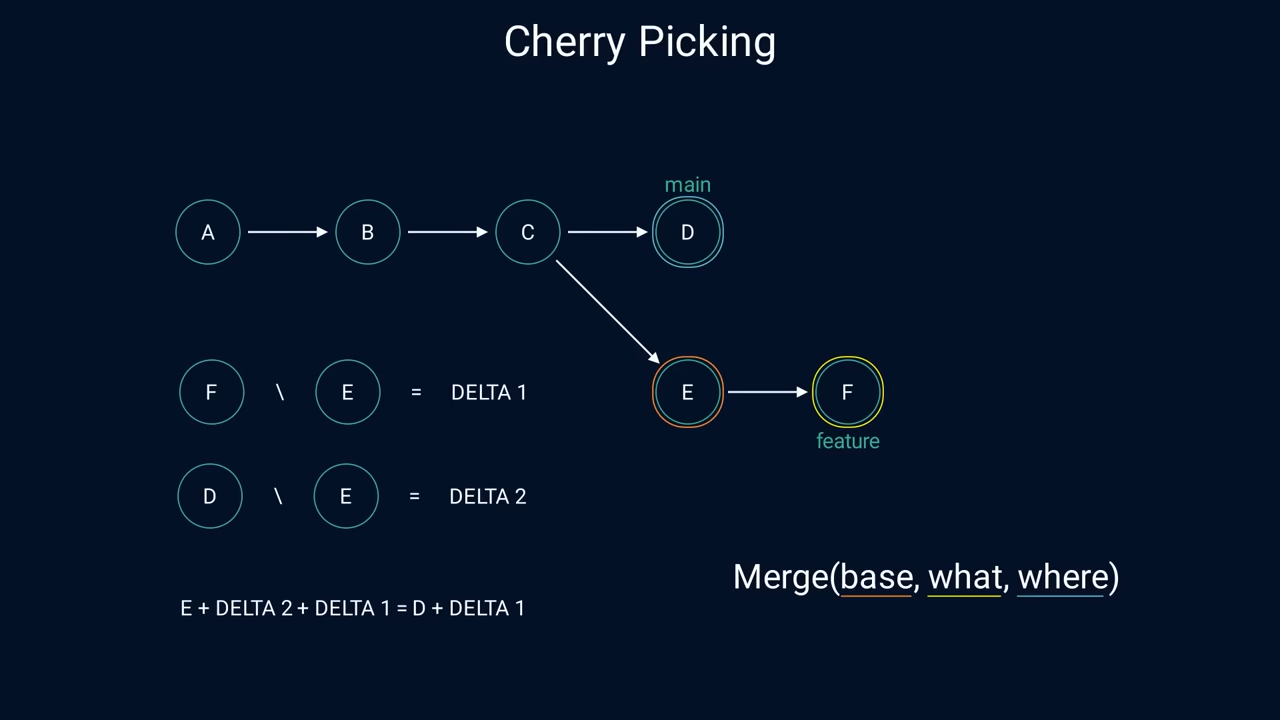 Cherry Picking
main
A B C D
F \ E = DELTA 1
E F
feature
D \ E = DELTA 2
Merge(base, what, where)
E + DELTA 2 + DELTA 1 = D + DELTA 1